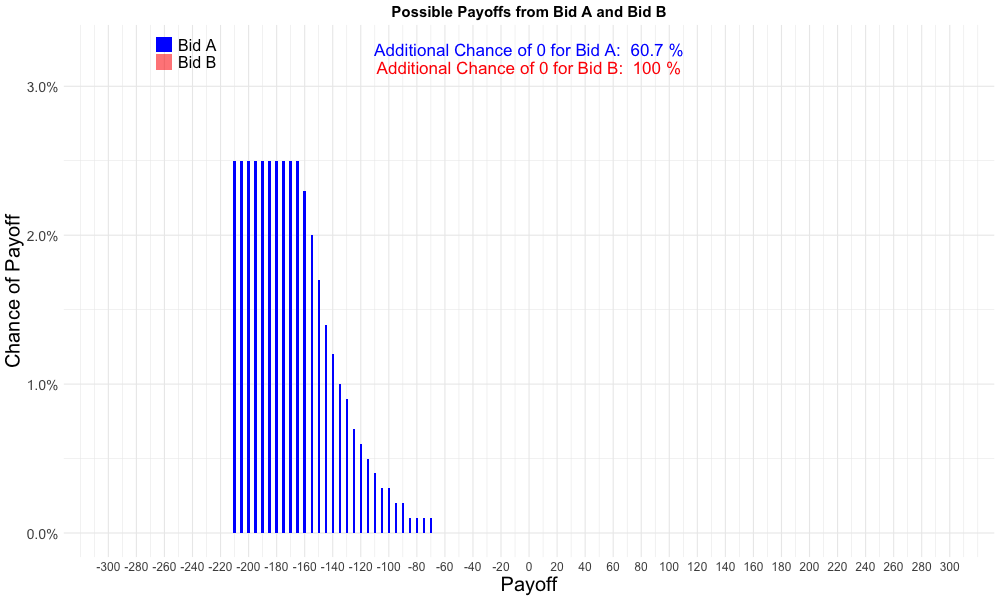 Possible Payoffs from Bid A and Bid B
Bid A
Bid B
Additional Chance of 0 for Bid A:  60.7 %
Additional Chance of 0 for Bid B:  100 %
Chance of Payoff
3.0%
2.0%
1.0%
0.0%
-300 -280 -260 -240 -220 -200 -180 -160 -140 -120 -100 -80 -60 -40 -20 0 20 40 60 80 100 120 140 160 180 200 220 240 260 280 300
Payoff